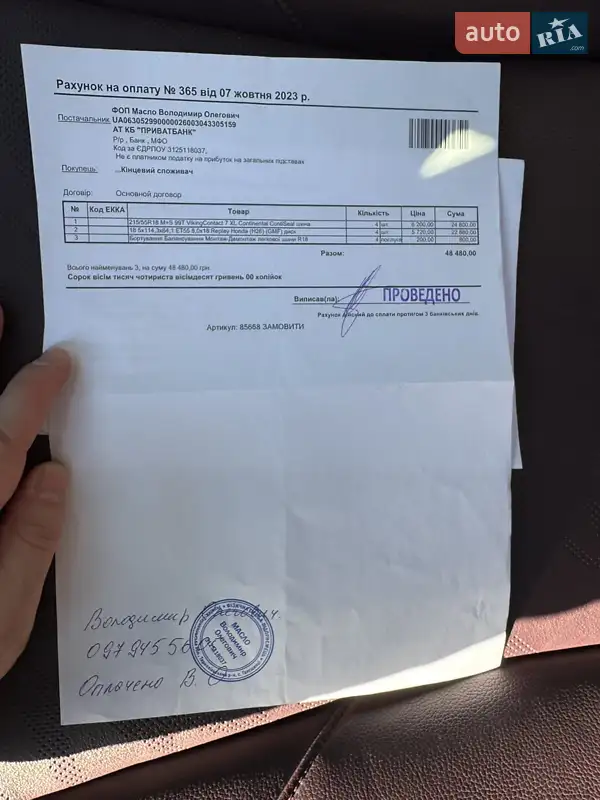 auto RIA .com
Рахунок на оплату № 365 від 07 жовтня 2023 р.
Постачальник
ФОП Масло Володимир Олегович
UA063052990000026003043305159
АТ КБ "ПРИВАТБАНК"
Р/р , Банк , МФО
Код за ЄДРПОУ 3125118037,
Не є платником податку на прибуток на загальних підставах
Покупець: ...Кінцевий споживач
Договір: Основной договор
№ Код ЕККА Товар Кількість Ціна Сума
1 215/55R18 M+S 99T VikingContact 7 XL Continental ContiSeal шина 4 шт. 6 200,00 24 800,00
2 18 5x114,3x64,1 ET55 8,0x18 Replay Honda (H26) (GMF) диск 4 шт. 5 720,00 22 880,00
3 Бортування Балансування Монтаж-Демонтаж легкової шини R18 4 послуги 200,00 800,00
Разом: 48 480,00
Всього найменувань 3, на суму 48 480,00 грн.
Сорок вісім тисяч чотириста вісімдесят гривень 00 копійок
Виписав(ла): ПРОВЕДЕНО
Рахунок дійсний до сплати протягом 3 банківських днів.
Артикул: 85668 ЗАМОВИТИ
Володимир
097 945 56
Оплачено В.
МАСЛО
Володимир
Олегович